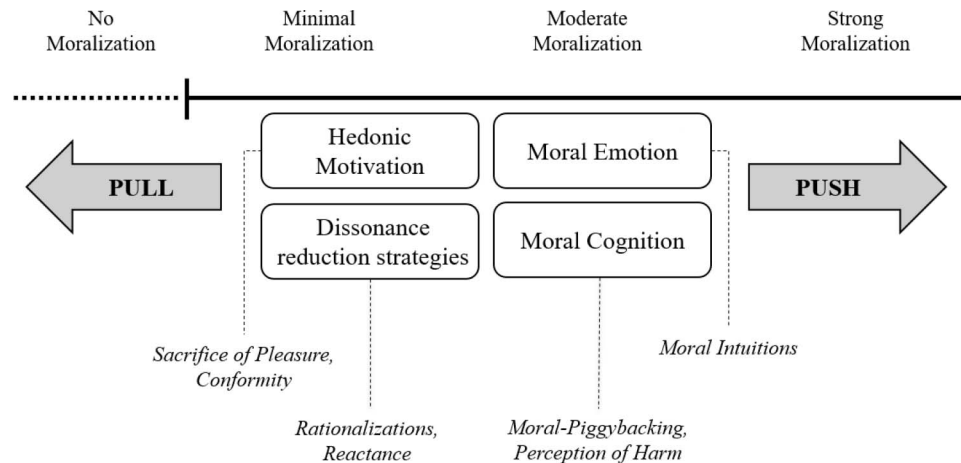 No
Moralization
Minimal
Moralization
Moderate
Moralization
Strong
Moralization
PULL
Hedonic
Motivation
Dissonance
reduction strategies
Moral Emotion
Moral Cognition
PUSH
Sacrifice of Pleasure,
Conformity
Rationalizations,
Reactance
Moral-Piggybacking,
Perception of Harm
Moral Intuitions